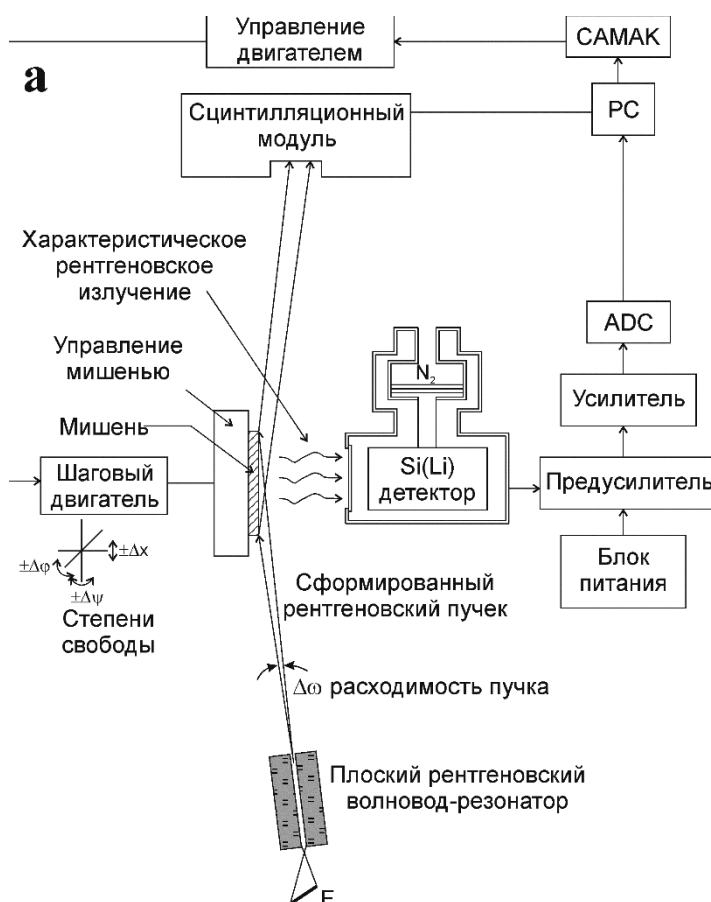 Управление
двигателем
CAMAK
а
Сцинтилляционный
модуль
PC
Характеристическое
рентгеновское
излучение
ADC
Управление
мишенью
N2
Усилитель
Мишень
Si(Li)
детектор
Шаговый
двигатель
Предусилитель
±Δx
±Δφ
±Δψ
Степени
свободы
Блок
питания
Сформированный
рентгеновский пучек
Δω расходимость пучка
Плоский рентгеновский
волновод-резонатор
F